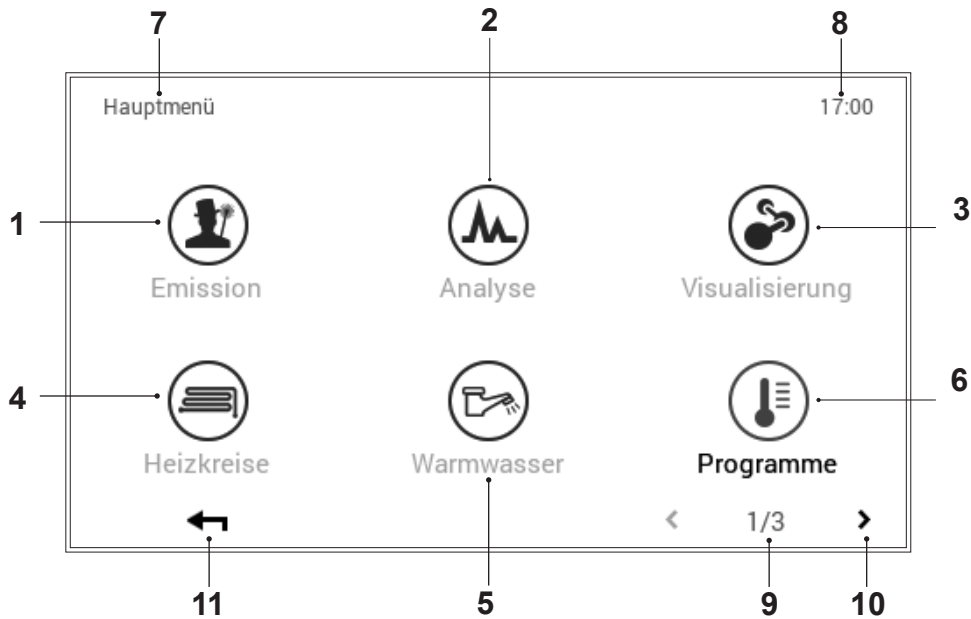 7 2 8
Hauptmenü 17:00
1 3
Emission Analyse Visualisierung
4 6
Heizkreise Warmwasser Programme
< 1/3 >
11 5 9 10